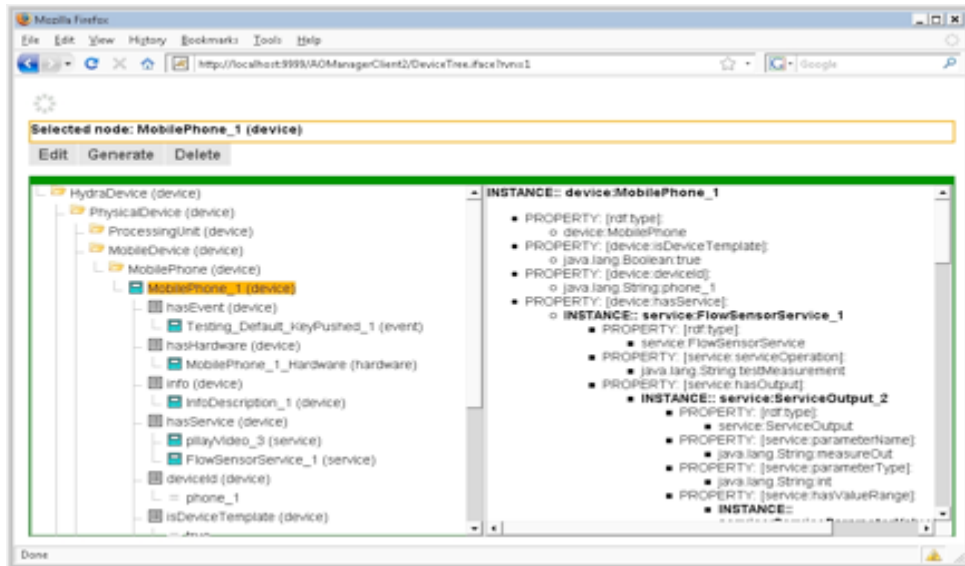 Mozilla Firefox
File Edit View History Bookmarks Tools Help
http://localhost:9999/AOManagerClient2/DeviceTree.iface?rvn=1
Google
Selected node: MobilePhone_1 (device)
Edit Generate Delete
HydraDevice (device)
PhysicalDevice (device)
ProcessingUnit (device)
MobileDevice (device)
MobilePhone (device)
MobilePhone_1 (device)
hasEvent (device)
Testing_Default_KeyPushed_1 (event)
hasHardware (device)
MobilePhone_1_Hardware (hardware)
info (device)
InfoDescription_1 (device)
hasService (device)
pllayVideo_3 (service)
FlowSensorService_1 (service)
deviceId (device)
= phone_1
isDeviceTemplate (device)
INSTANCE:: device:MobilePhone_1
PROPERTY: [rdf:type]:
device:MobilePhone
PROPERTY: [device:isDeviceTemplate]:
java.lang.Boolean:true
PROPERTY: [device:deviceId]:
java.lang.String:phone_1
PROPERTY: [device:hasService]:
INSTANCE:: service:FlowSensorService_1
PROPERTY: [rdf:type]:
service:FlowSensorService
PROPERTY: [service:serviceOperation]:
java.lang.String:testMeasurement
PROPERTY: [service:hasOutput]:
INSTANCE:: service:ServiceOutput_2
PROPERTY: [rdf:type]:
service:ServiceOutput
PROPERTY: [service:parameterName]:
java.lang.String:measureOut
PROPERTY: [service:parameterType]:
java.lang.String:int
PROPERTY: [service:hasValueRange]:
INSTANCE::
Done